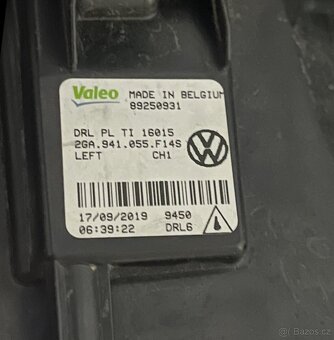 Valeo MADE IN BELGIUM
89250931
DRL PL TI 16015
2GA.941.055.F14S
LEFT CH1
17/09/2019 9450
06:39:22 DRL6
Bazos.cz